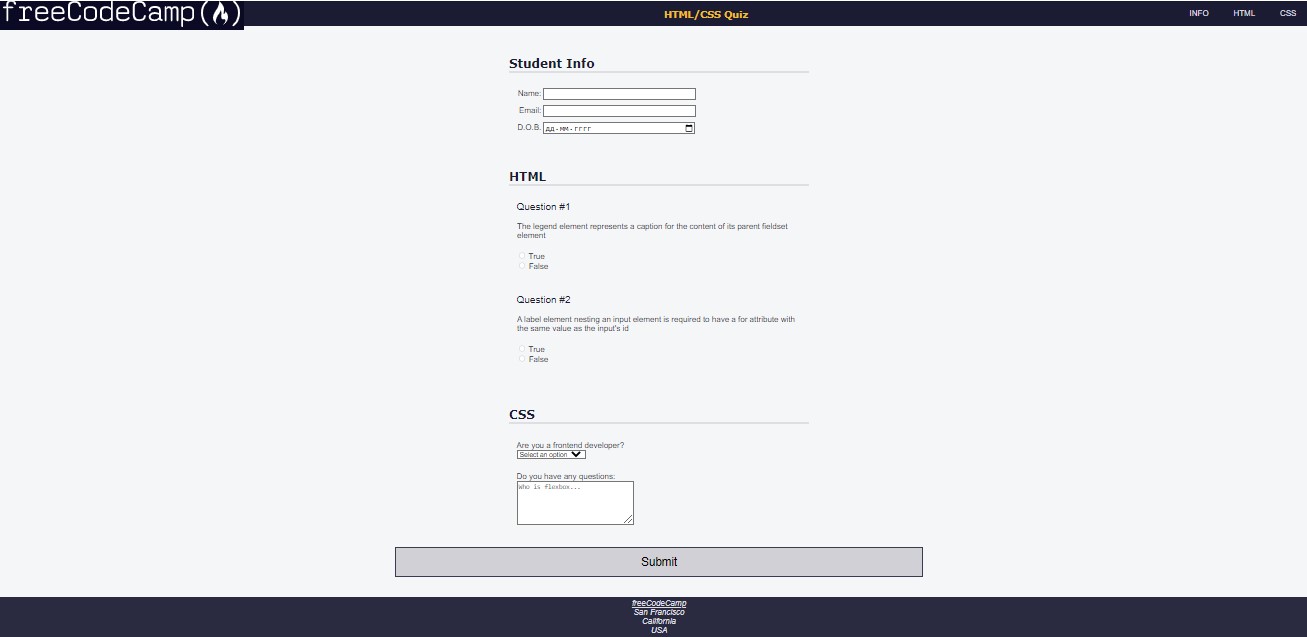 freeCodeCamp(🔥)
HTML/CSS Quiz
INFO
HTML
CSS
Student Info
Name:
Email:
D.O.B.
дд-мм-гггг
HTML
Question #1
The legend element represents a caption for the content of its parent fieldset
element
True
False
Question #2
A label element nesting an input element is required to have a for attribute with
the same value as the input's id
True
False
CSS
Are you a frontend developer?
Select an option
Do you have any questions:
Who is flexbox...
Submit
freeCodeCamp
San Francisco
California
USA